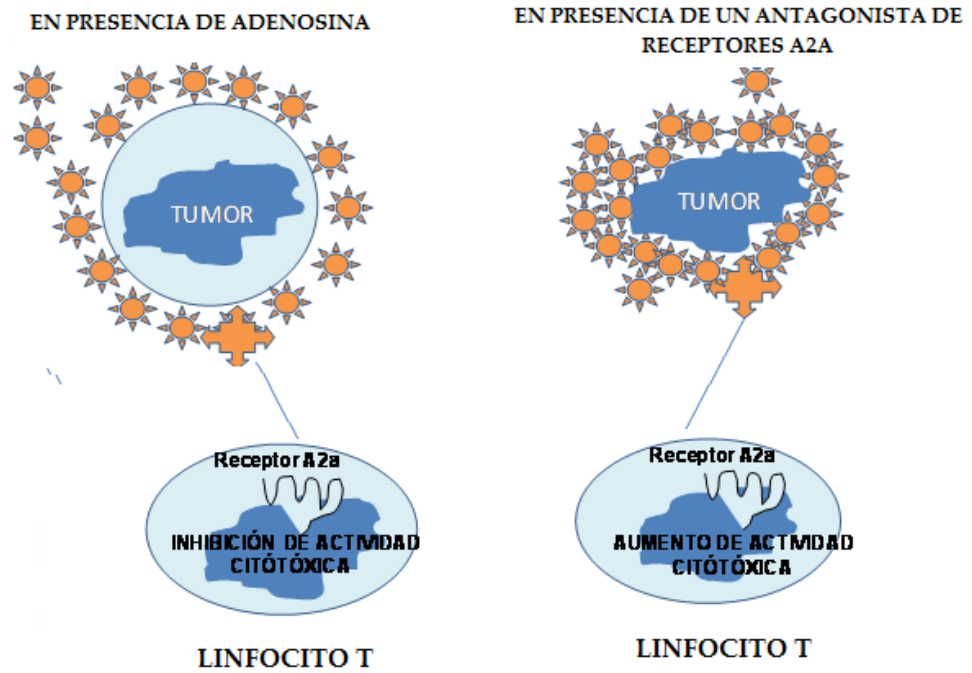 EN PRESENCIA DE ADENOSINA
TUMOR
Receptor A2a
INHIBICIÓN DE ACTIVIDAD
CITÓTÓXICA
LINFOCITO T
EN PRESENCIA DE UN ANTAGONISTA DE
RECEPTORES A2A
TUMOR
Receptor A2a
AUMENTO DE ACTIVIDAD
CITÓTÓXICA
LINFOCITO T